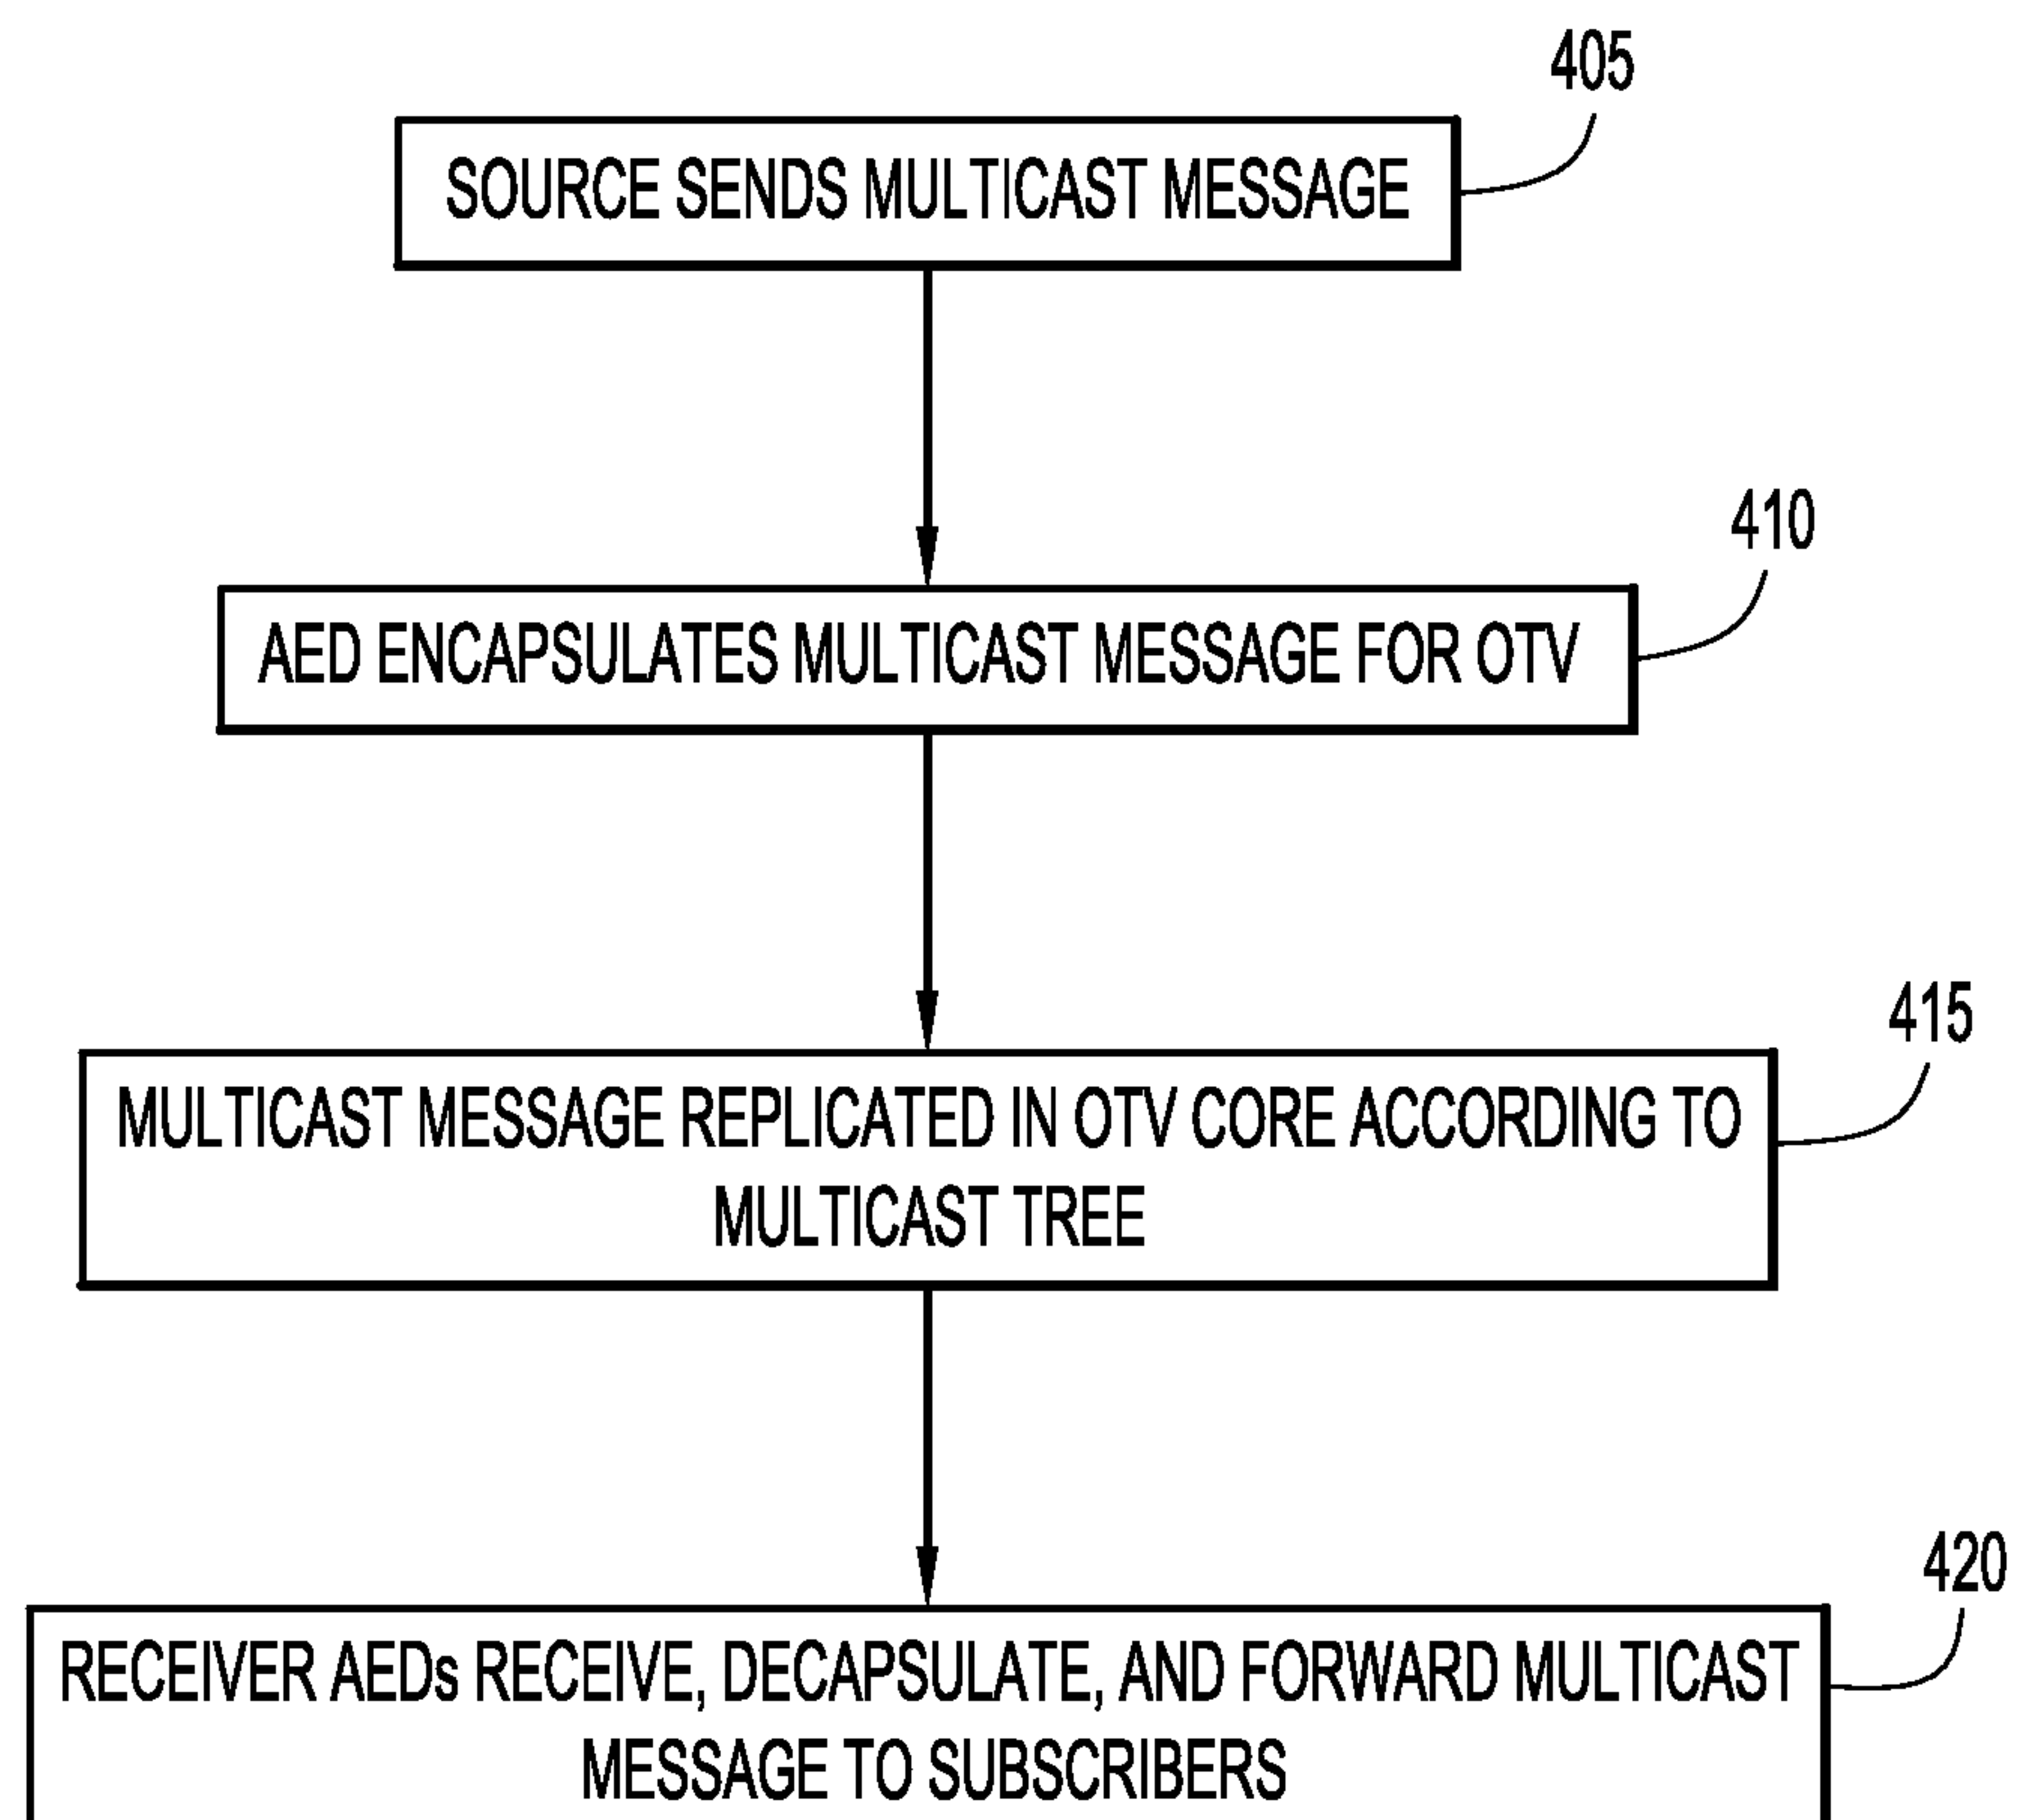 405
SOURCE SENDS MULTICAST MESSAGE
410
AED ENCAPSULATES MULTICAST MESSAGE FOR OTV
415
MULTICAST MESSAGE REPLICATED IN OTV CORE ACCORDING TO
MULTICAST TREE
420
RECEIVER AEDs RECEIVE, DECAPSULATE, AND FORWARD MULTICAST
MESSAGE TO SUBSCRIBERS